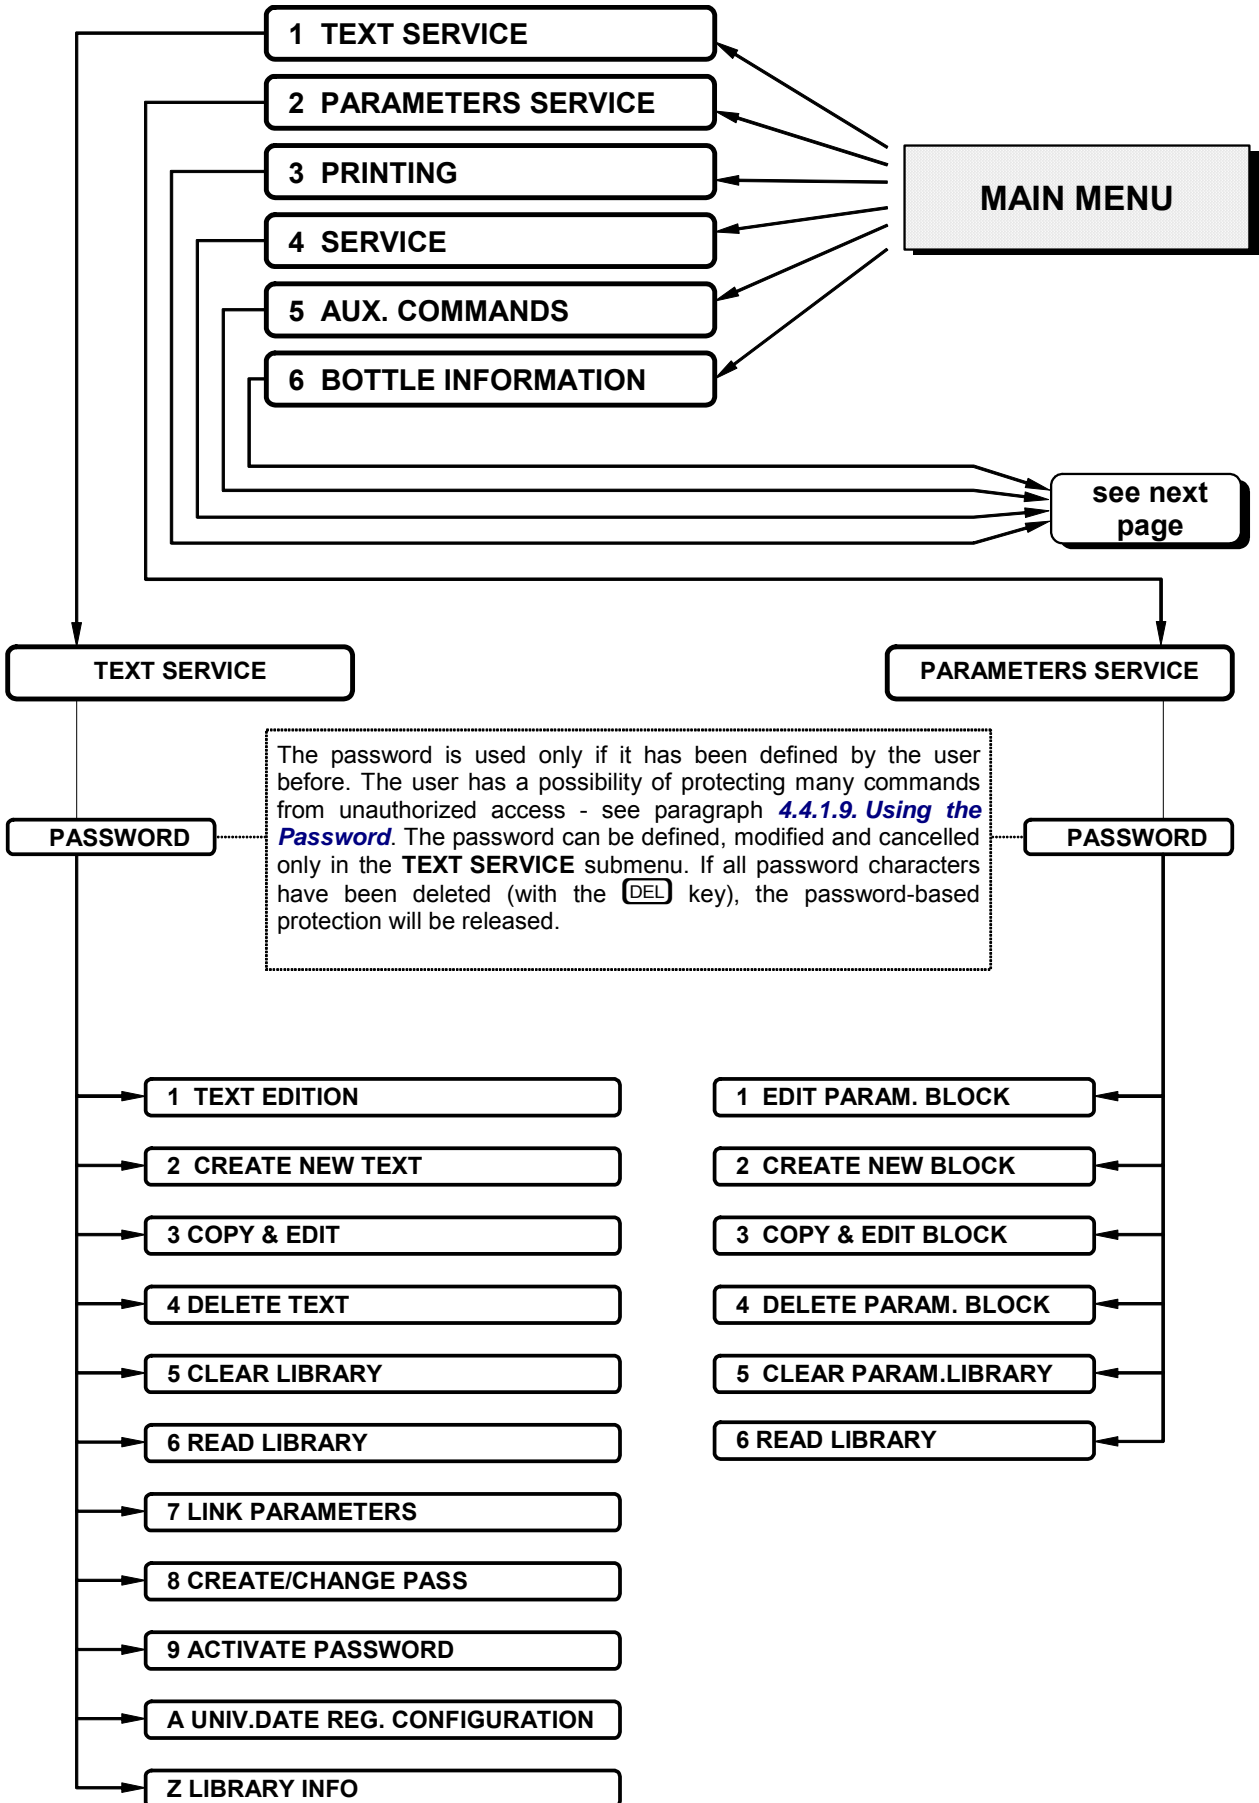 1 TEXT SERVICE
2 PARAMETERS SERVICE
3 PRINTING
MAIN MENU
4 SERVICE
5 AUX. COMMANDS
6 BOTTLE INFORMATION
see next
page
TEXT SERVICE
PARAMETERS SERVICE
The password is used only if it has been defined by the user
before. The user has a possibility of protecting many commands
from unauthorized access - see paragraph 4.4.1.9. Using the
Password. The password can be defined, modified and cancelled
only in the TEXT SERVICE submenu. If all password characters
have been deleted (with the DEL key), the password-based
protection will be released.
PASSWORD
PASSWORD
1 TEXT EDITION
2 CREATE NEW TEXT
3 COPY & EDIT
4 DELETE TEXT
5 CLEAR LIBRARY
6 READ LIBRARY
7 LINK PARAMETERS
8 CREATE/CHANGE PASS
9 ACTIVATE PASSWORD
A UNIV.DATE REG. CONFIGURATION
Z LIBRARY INFO
1 EDIT PARAM. BLOCK
2 CREATE NEW BLOCK
3 COPY & EDIT BLOCK
4 DELETE PARAM. BLOCK
5 CLEAR PARAM.LIBRARY
6 READ LIBRARY